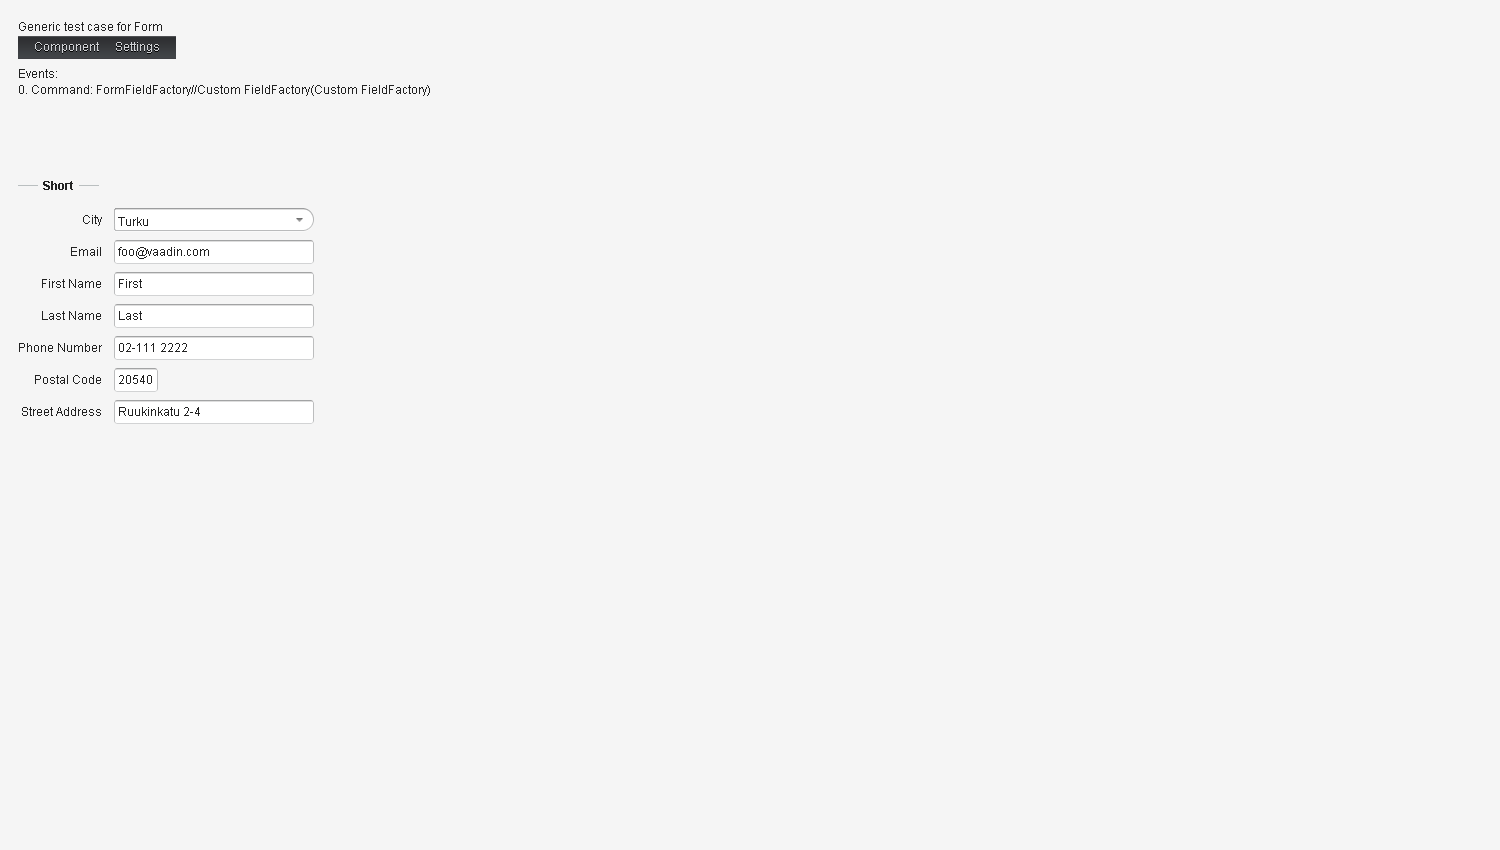 Generic test case for Form
Component Settings
Events:
0. Command: FormFieldFactory//Custom FieldFactory(Custom FieldFactory)
Short
City Turku
Email foo@vaadin.com
First Name First
Last Name Last
Phone Number 02-111 2222
Postal Code 20540
Street Address Ruukinkatu 2-4